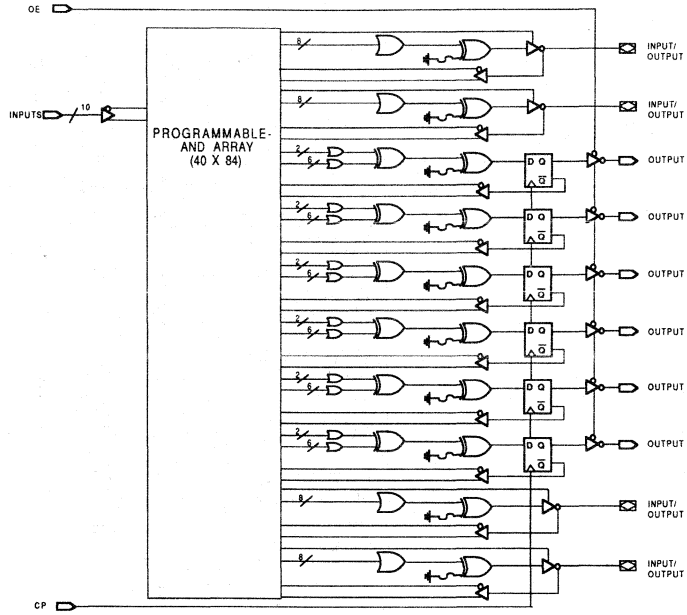 OE
8
INPUT/
OUTPUT
8
INPUT/
OUTPUT
INPUTS
10
PROGRAMMABLE-
AND ARRAY
(40 X 84)
2
6
D Q
Q
OUTPUT
2
6
D Q
Q
OUTPUT
2
6
D Q
Q
OUTPUT
2
6
D Q
Q
OUTPUT
2
6
D Q
Q
OUTPUT
2
6
D Q
Q
OUTPUT
8
INPUT/
OUTPUT
8
INPUT/
OUTPUT
CP